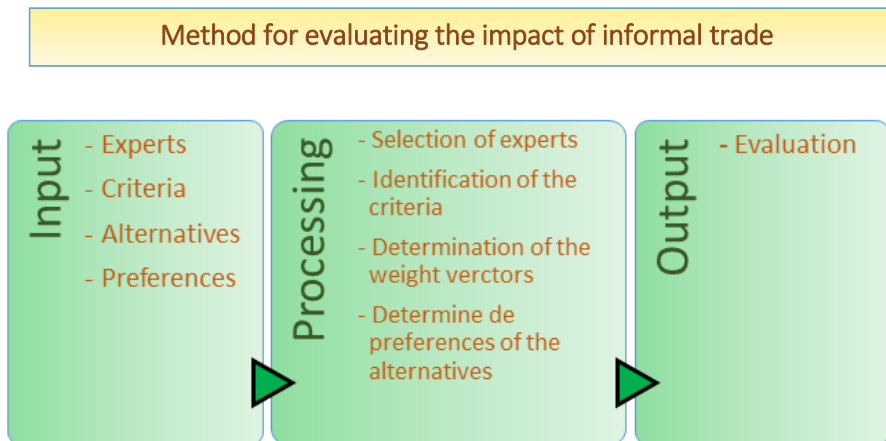 Method for evaluating the impact of informal trade
Input
- Experts
- Criteria
- Alternatives
- Preferences
Processing
- Selection of experts
- Identification of the
criteria
- Determination of the
weight verctors
- Determine de
preferences of the
alternatives
Output
- Evaluation